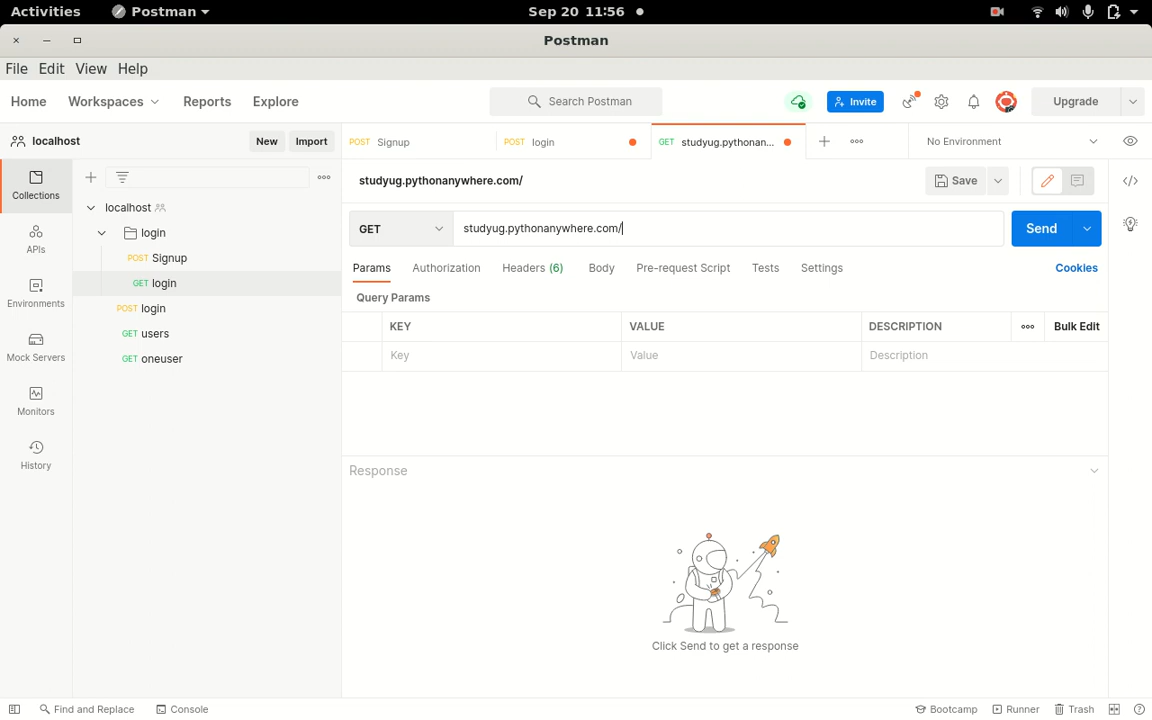 Activities Postman Sep 20 11:56
Postman
File Edit View Help
Home Workspaces Reports Explore Search Postman Invite Upgrade
localhost New Import POST Signup POST login GET studyug.pythonan... No Environment
Collections
studyug.pythonanywhere.com/ Save
localhost
GET studyug.pythonanywhere.com/ Send
login
APIs
POST Signup
Params Authorization Headers (6) Body Pre-request Script Tests Settings Cookies
GET login
Query Params
Environments
POST login
KEY VALUE DESCRIPTION Bulk Edit
GET users
Mock Servers
Key Value Description
GET oneuser
Monitors
History
Response
Click Send to get a response
Find and Replace Console Bootcamp Runner Trash